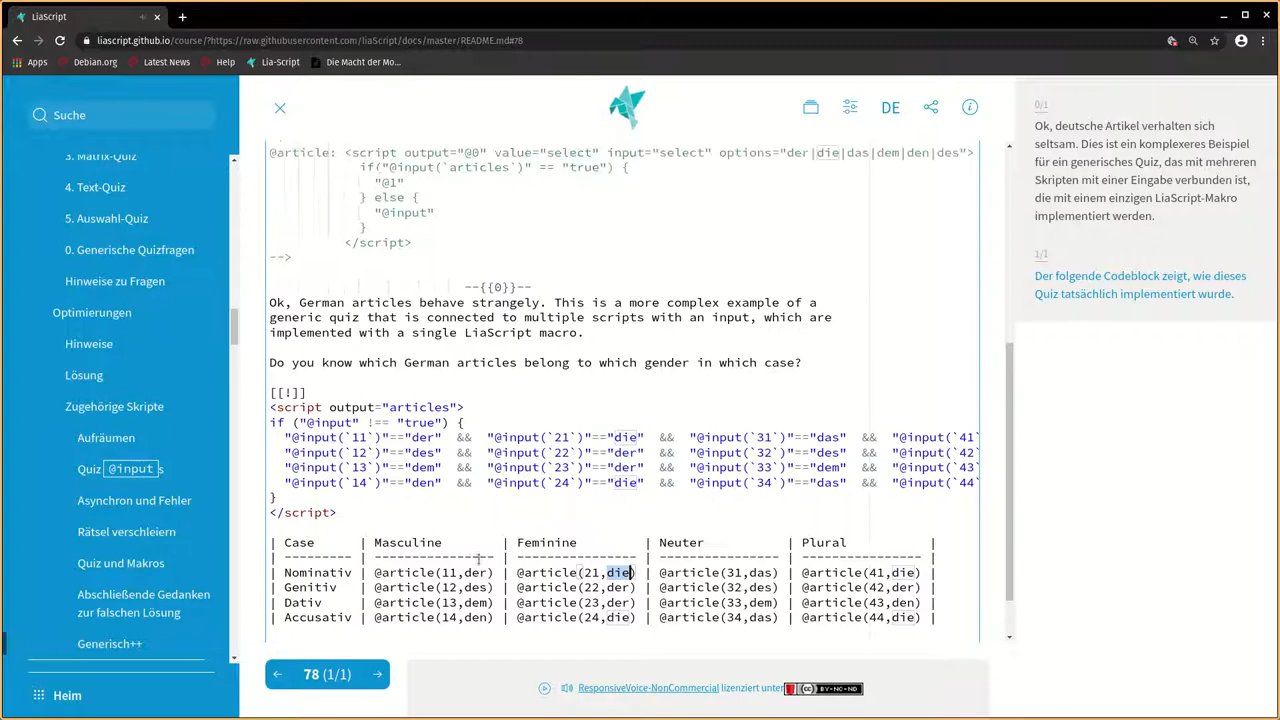 LiaScript
liascript.github.io/course/?https://raw.githubusercontent.com/liaScript/docs/master/README.md#78
Apps
Debian.org
Latest News
Help
Lia-Script
Die Macht der Mo...
Suche
3. Matrix-Quiz
4. Text-Quiz
5. Auswahl-Quiz
0. Generische Quizfragen
Hinweise zu Fragen
Optimierungen
Hinweise
Lösung
Zugehörige Skripte
Aufräumen
Quiz @input s
Asynchron und Fehler
Rätsel verschleiern
Quiz und Makros
Abschließende Gedanken
zur falschen Lösung
Generisch++
Heim
DE
@article: <script output="@0" value="select" input="select" options="der|die|das|dem|den|des">
if("@input(`articles`)" == "true") {
"@1"
} else {
"@input"
}
</script>
-->
--{{0}}--
Ok, German articles behave strangely. This is a more complex example of a
generic quiz that is connected to multiple scripts with an input, which are
implemented with a single LiaScript macro.
Do you know which German articles belong to which gender in which case?
[[!]]
<script output="articles">
if ("@input" !== "true") {
"@input(`11`)"=="der" && "@input(`21`)"=="die" && "@input(`31`)"=="das" && "@input(`41`
"@input(`12`)"=="des" && "@input(`22`)"=="der" && "@input(`32`)"=="des" && "@input(`42`
"@input(`13`)"=="dem" && "@input(`23`)"=="der" && "@input(`33`)"=="dem" && "@input(`43`
"@input(`14`)"=="den" && "@input(`24`)"=="die" && "@input(`34`)"=="das" && "@input(`44`
}
</script>
| Case | Masculine | Feminine | Neuter | Plural |
| --------- | ---------------- | ---------------- | ---------------- | ---------------- |
| Nominativ | @article(11,der) | @article(21,die) | @article(31,das) | @article(41,die) |
| Genitiv | @article(12,des) | @article(22,der) | @article(32,des) | @article(42,der) |
| Dativ | @article(13,dem) | @article(23,der) | @article(33,dem) | @article(43,den) |
| Accusativ | @article(14,den) | @article(24,die) | @article(34,das) | @article(44,die) |
78 (1/1)
ResponsiveVoice-NonCommercial lizenziert unter
CC BY-NC-ND
0/1
Ok, deutsche Artikel verhalten sich
seltsam. Dies ist ein komplexeres Beispiel
für ein generisches Quiz, das mit mehreren
Skripten mit einer Eingabe verbunden ist,
die mit einem einzigen LiaScript-Makro
implementiert werden.
1/1
Der folgende Codeblock zeigt, wie dieses
Quiz tatsächlich implementiert wurde.